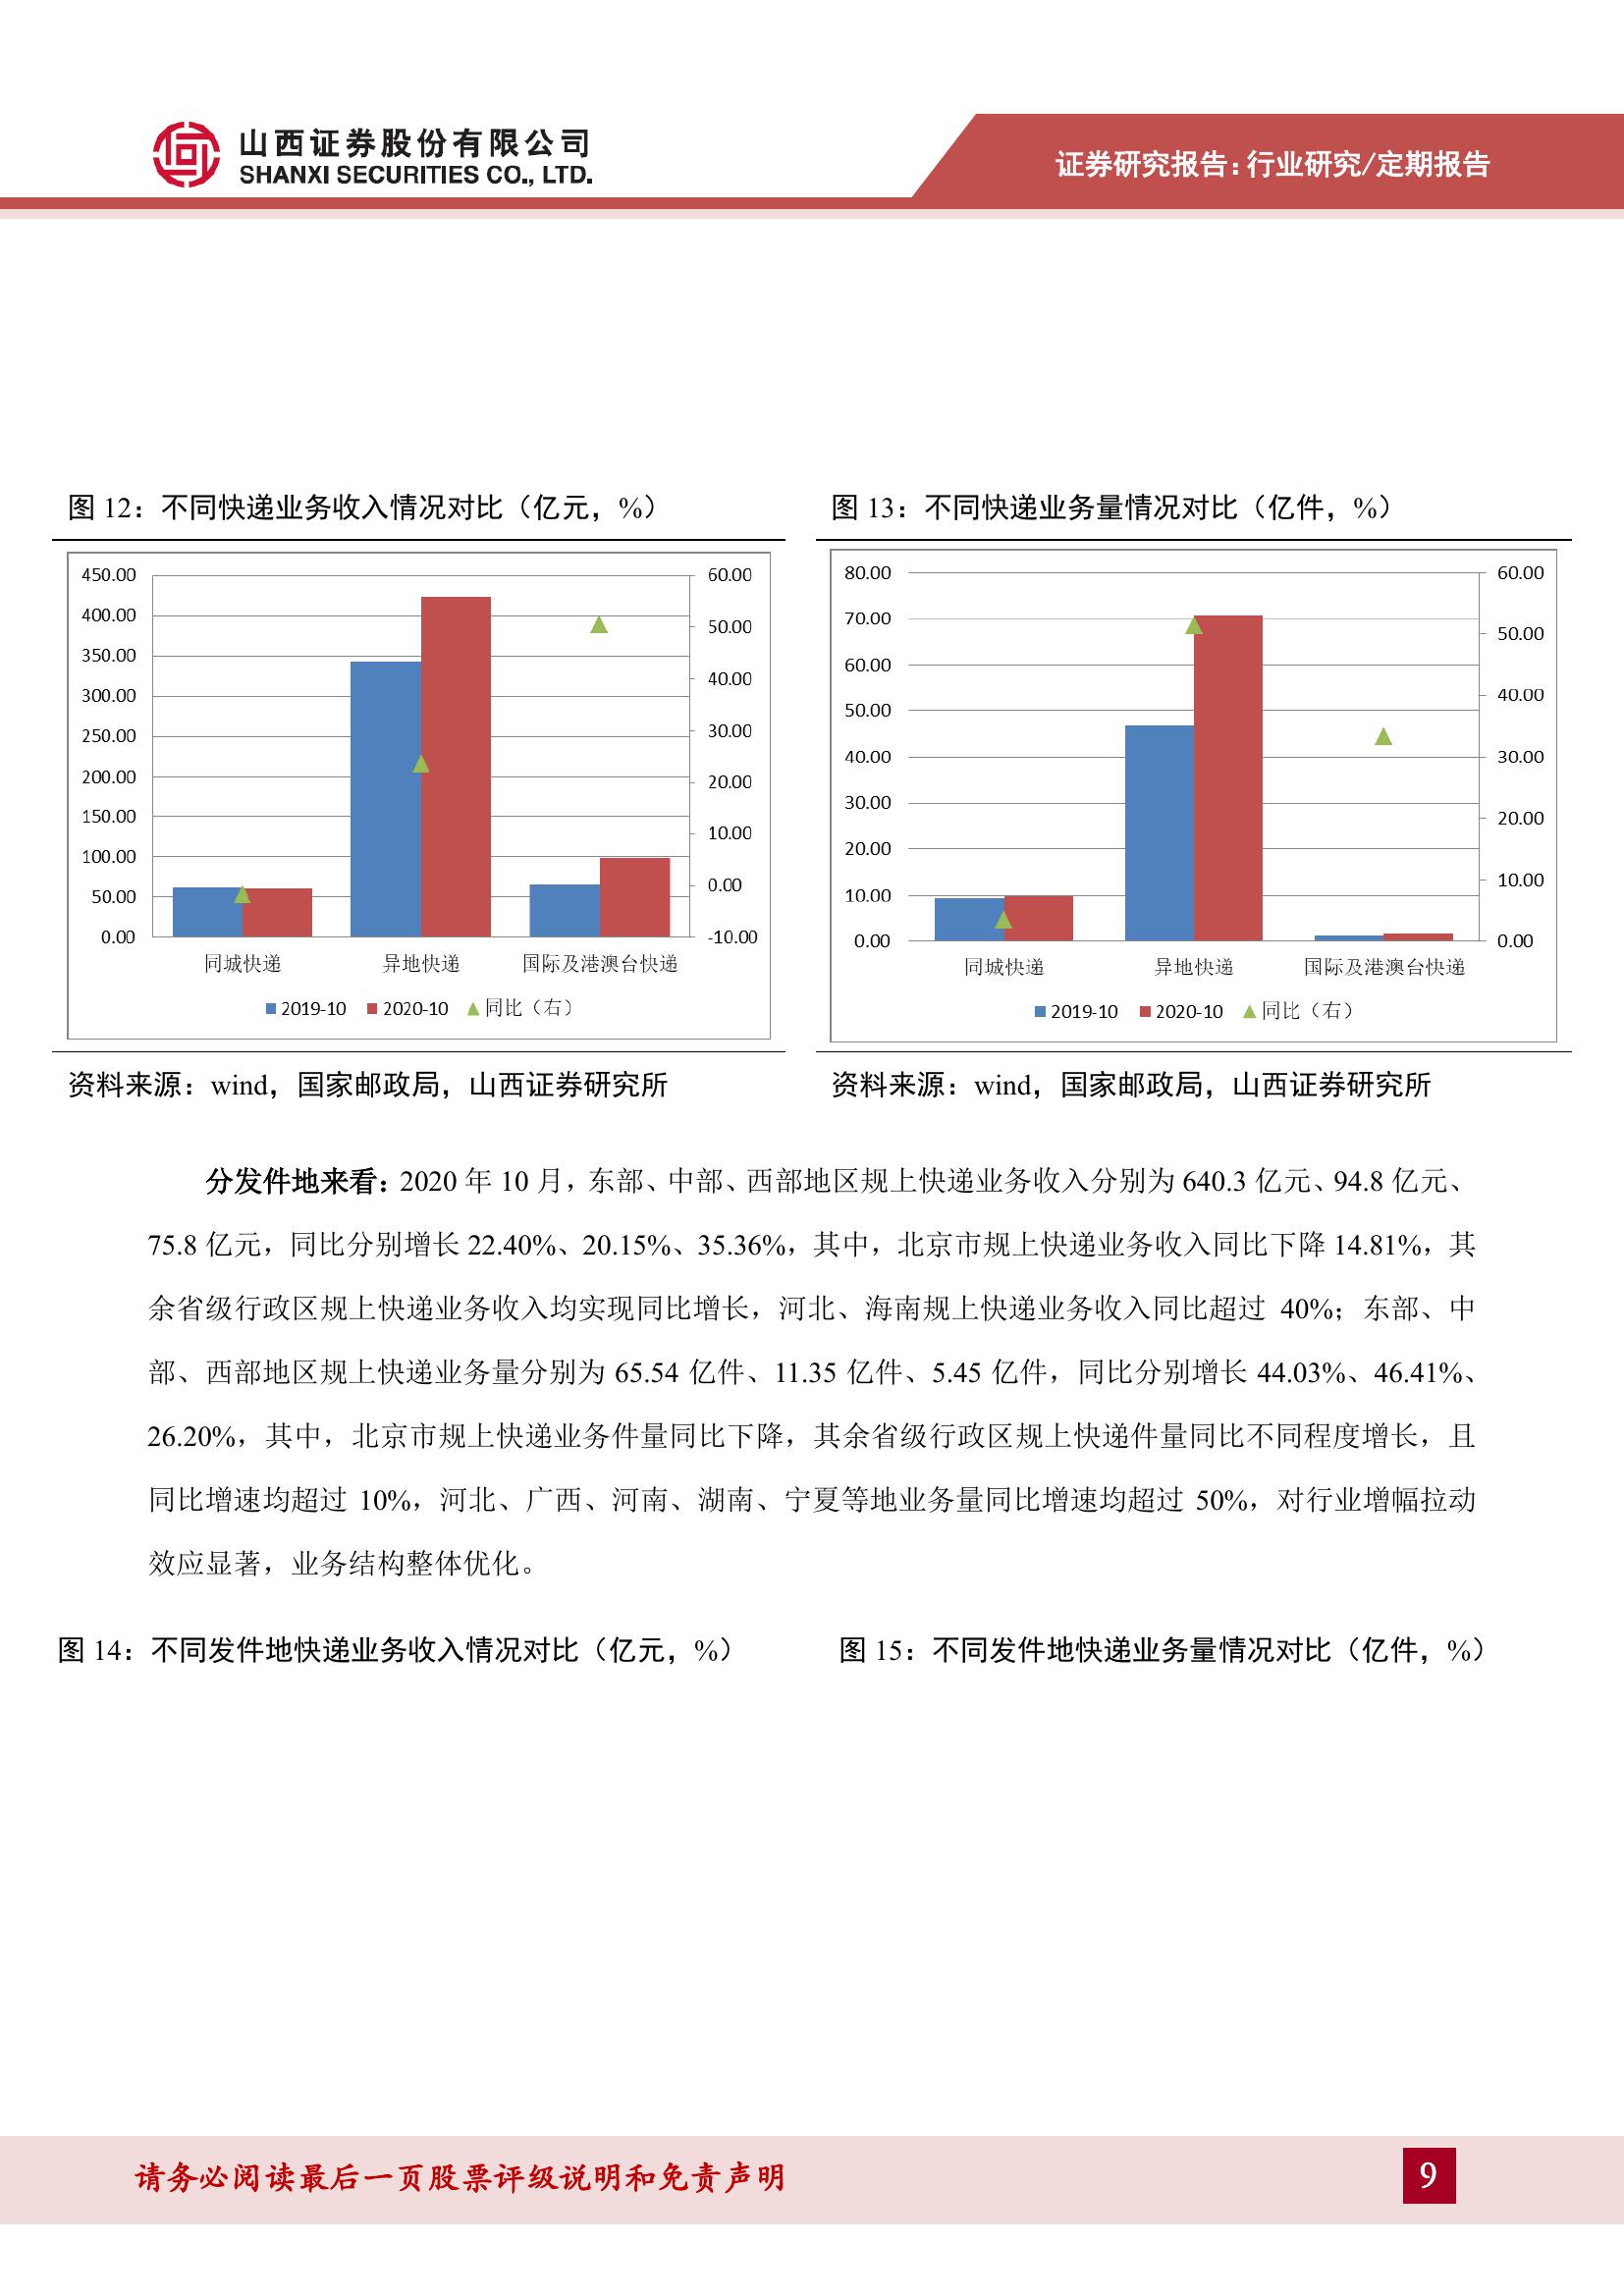 山西证券股份有限公司
SHANXI SECURITIES CO., LTD.
证券研究报告：行业研究/定期报告
图 12：不同快递业务收入情况对比（亿元，%）
450.00
400.00
350.00
300.00
250.00
200.00
150.00
100.00
50.00
0.00
60.00
50.00
40.00
30.00
20.00
10.00
0.00
-10.00
同城快递 异地快递 国际及港澳台快递
2019-10 2020-10 同比（右）
资料来源：wind，国家邮政局，山西证券研究所
图 13：不同快递业务量情况对比（亿件，%）
80.00
70.00
60.00
50.00
40.00
30.00
20.00
10.00
0.00
60.00
50.00
40.00
30.00
20.00
10.00
0.00
同城快递 异地快递 国际及港澳台快递
2019-10 2020-10 同比（右）
资料来源：wind，国家邮政局，山西证券研究所
分发件地来看：2020 年 10 月，东部、中部、西部地区规上快递业务收入分别为 640.3 亿元、94.8 亿元、
75.8 亿元，同比分别增长 22.40%、20.15%、35.36%，其中，北京市规上快递业务收入同比下降 14.81%，其
余省级行政区规上快递业务收入均实现同比增长，河北、海南规上快递业务收入同比超过 40%；东部、中
部、西部地区规上快递业务量分别为 65.54 亿件、11.35 亿件、5.45 亿件，同比分别增长 44.03%、46.41%、
26.20%，其中，北京市规上快递业务件量同比下降，其余省级行政区规上快递件量同比不同程度增长，且
同比增速均超过 10%，河北、广西、河南、湖南、宁夏等地业务量同比增速均超过 50%，对行业增幅拉动
效应显著，业务结构整体优化。
图 14：不同发件地快递业务收入情况对比（亿元，%）
图 15：不同发件地快递业务量情况对比（亿件，%）
请务必阅读最后一页股票评级说明和免责声明
9